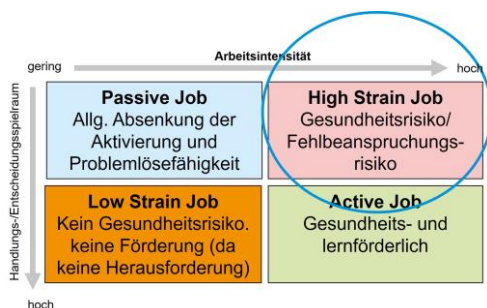 Arbeitsintensität
gering
hoch
Handlungs-/Entscheidungsspielraum
Passive Job
Allg. Absenkung der
Aktivierung und
Problemlösefähigkeit
High Strain Job
Gesundheitsrisiko/
Fehlbeanspruchungs-
risiko
Low Strain Job
Kein Gesundheitsrisiko.
keine Förderung (da
keine Herausforderung)
Active Job
Gesundheits- und
lernförderlich
hoch